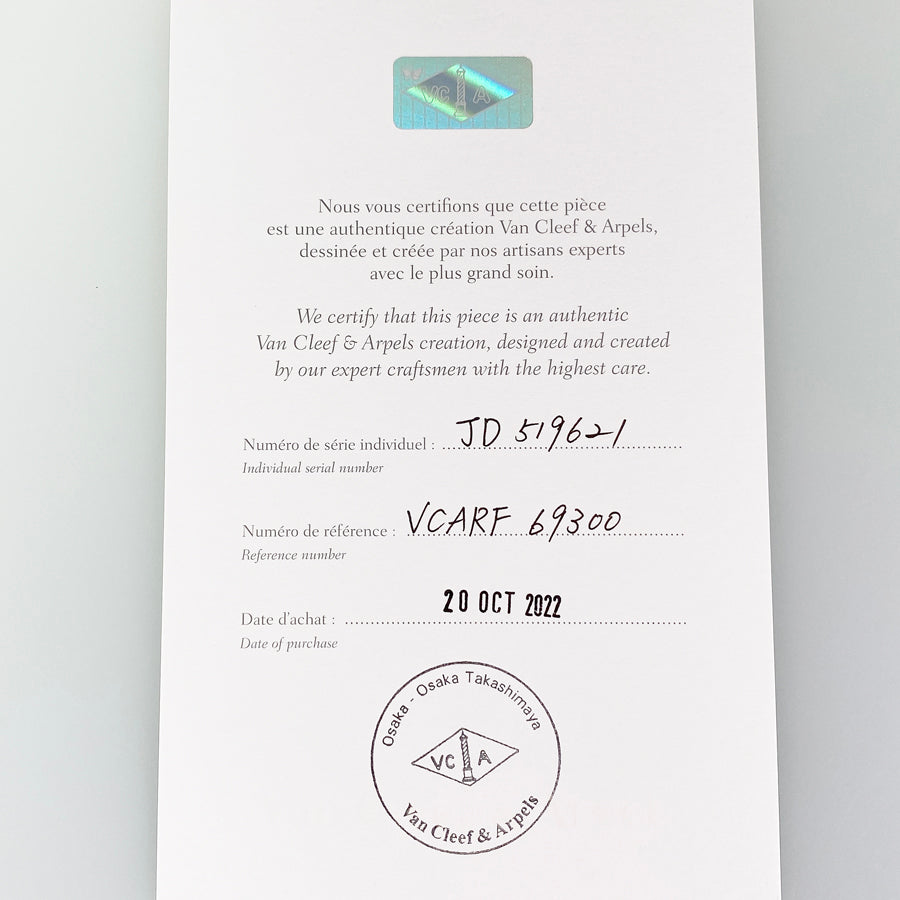 VC A
Nous vous certifions que cette pièce
est une authentique création Van Cleef & Arpels,
dessinée et créée par nos artisans experts
avec le plus grand soin.
We certify that this piece is an authentic
Van Cleef & Arpels creation, designed and created
by our expert craftsmen with the highest care.
Numéro de série individuel : JD 519621
Individual serial number
Numéro de référence : VCARF 69300
Reference number
Date d'achat : 20 OCT 2022
Date of purchase
Osaka - Osaka Takashimaya
VC A
Van Cleef & Arpels